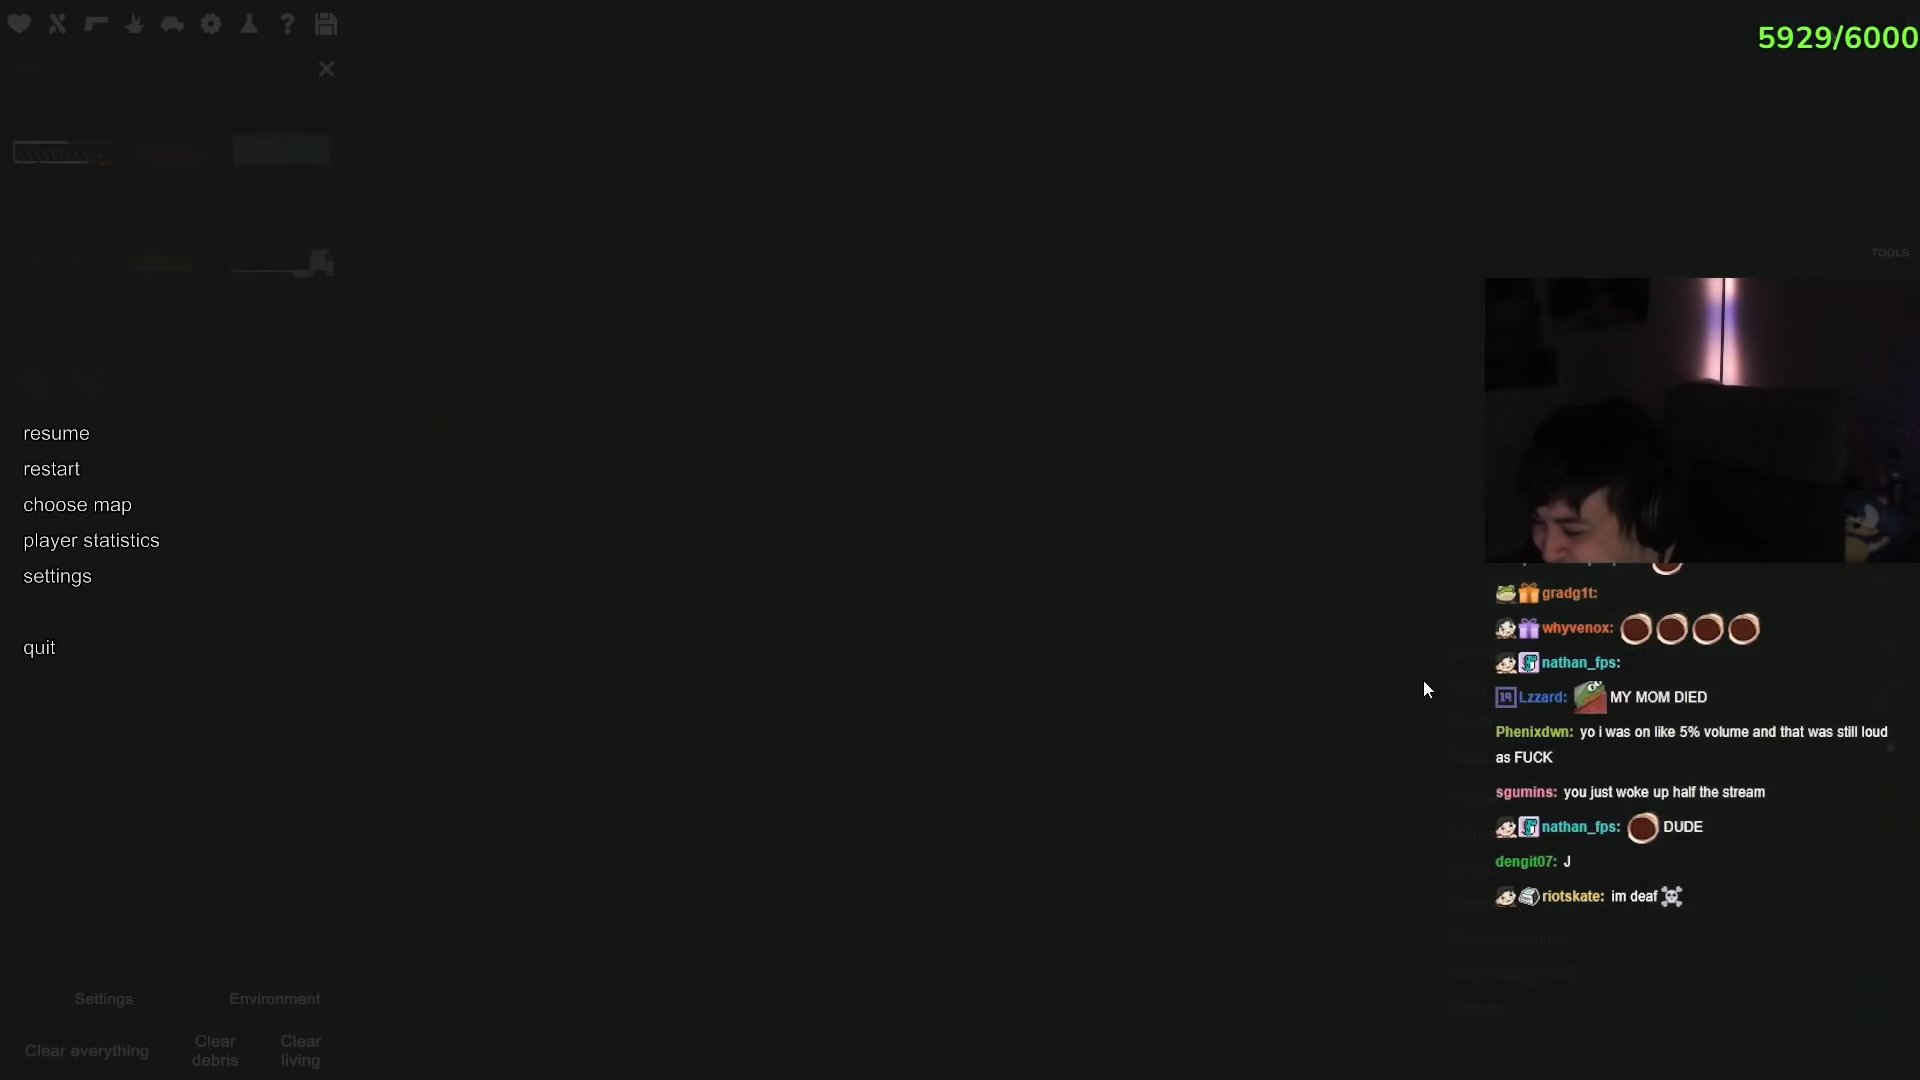 5929/6000
TOOLS
resume
restart
choose map
player statistics
settings
quit
gradg1t:
whyvenox:
nathan_fps:
19 Lzzard: MY MOM DIED
Phenixdwn: yo i was on like 5% volume and that was still loud
as FUCK
sgumins: you just woke up half the stream
nathan_fps: DUDE
dengit07: J
riotskate: im deaf
Settings Environment
Clear everything
Clear
debris
Clear
living